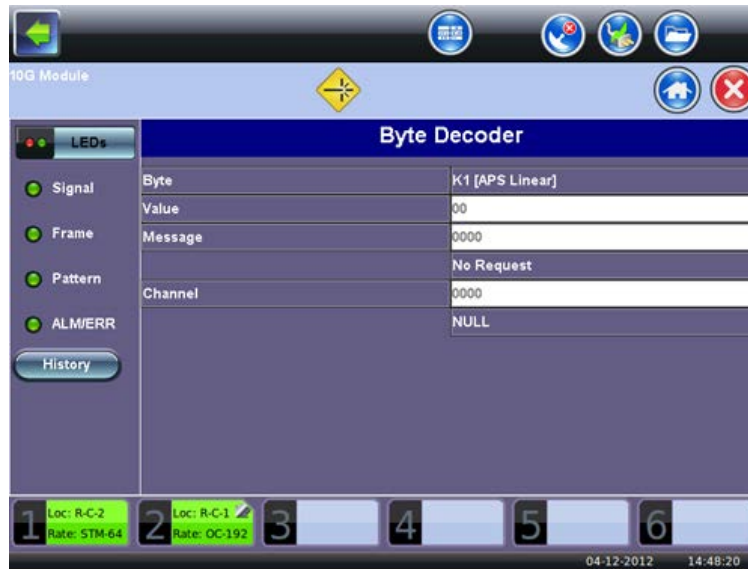 10G Module
LEDs
Byte Decoder
Signal
Frame
Pattern
ALM/ERR
History
Byte K1 [APS Linear]
Value 00
Message 0000
No Request
Channel 0000
NULL
1 Loc: R-C-2
Rate: STM-64
2 Loc: R-C-1
Rate: OC-192
3
4
5
6
04-12-2012 14:48:20